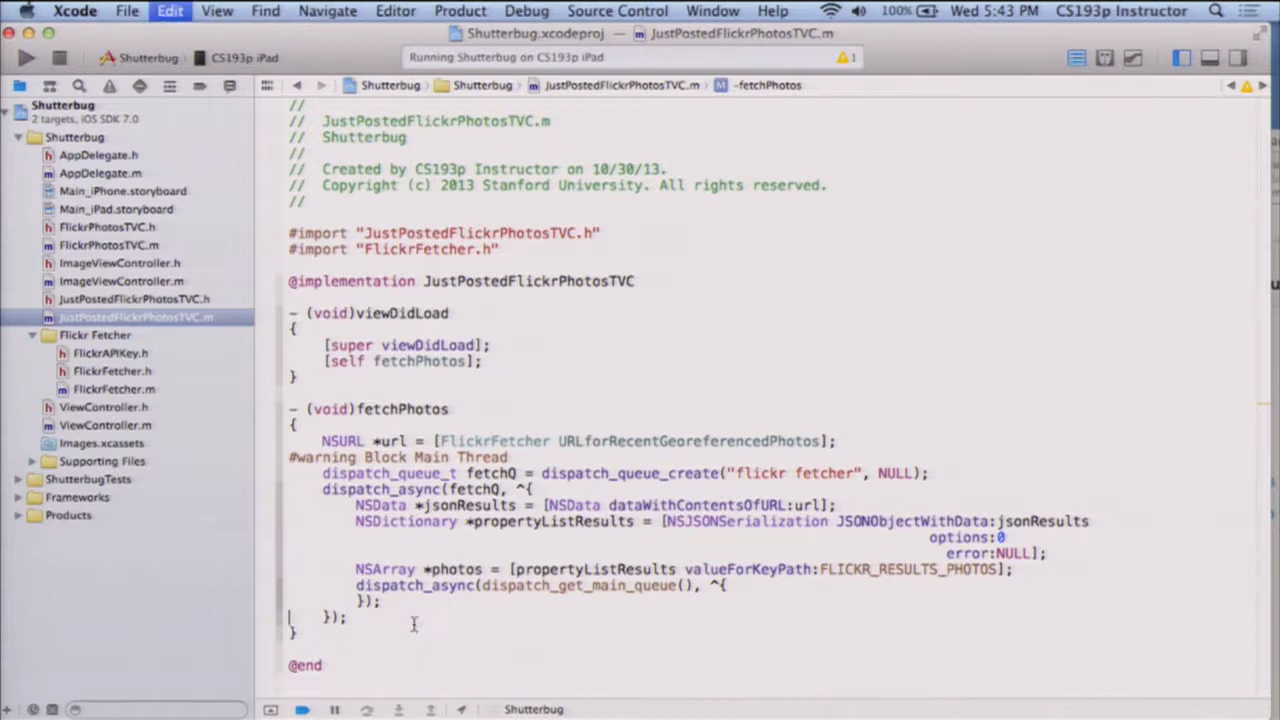 Xcode File Edit View Find Navigate Editor Product Debug Source Control Window Help 100% Wed 5:43 PM CS193p Instructor
Shutterbug.xcodeproj — JustPostedFlickrPhotosTVC.m
Shutterbug CS193p iPad Running Shutterbug on CS193p iPad 1
Shutterbug Shutterbug JustPostedFlickrPhotosTVC.m M -fetchPhotos
Shutterbug
2 targets, iOS SDK 7.0
Shutterbug
h AppDelegate.h
m AppDelegate.m
Main_iPhone.storyboard
Main_iPad.storyboard
h FlickrPhotosTVC.h
m FlickrPhotosTVC.m
h ImageViewController.h
m ImageViewController.m
h JustPostedFlickrPhotosTVC.h
m JustPostedFlickrPhotosTVC.m
Flickr Fetcher
h FlickrAPIKey.h
h FlickrFetcher.h
m FlickrFetcher.m
h ViewController.h
m ViewController.m
Images.xcassets
Supporting Files
ShutterbugTests
Frameworks
Products
//
// JustPostedFlickrPhotosTVC.m
// Shutterbug
//
// Created by CS193p Instructor on 10/30/13.
// Copyright (c) 2013 Stanford University. All rights reserved.
//
#import "JustPostedFlickrPhotosTVC.h"
#import "FlickrFetcher.h"
@implementation JustPostedFlickrPhotosTVC
- (void)viewDidLoad
{
[super viewDidLoad];
[self fetchPhotos];
}
- (void)fetchPhotos
{
NSURL *url = [FlickrFetcher URLforRecentGeoreferencedPhotos];
#warning Block Main Thread
dispatch_queue_t fetchQ = dispatch_queue_create("flickr fetcher", NULL);
dispatch_async(fetchQ, ^{
NSData *jsonResults = [NSData dataWithContentsOfURL:url];
NSDictionary *propertyListResults = [NSJSONSerialization JSONObjectWithData:jsonResults
options:0
error:NULL];
NSArray *photos = [propertyListResults valueForKeyPath:FLICKR_RESULTS_PHOTOS];
dispatch_async(dispatch_get_main_queue(), ^{
});
});
}
@end
Shutterbug